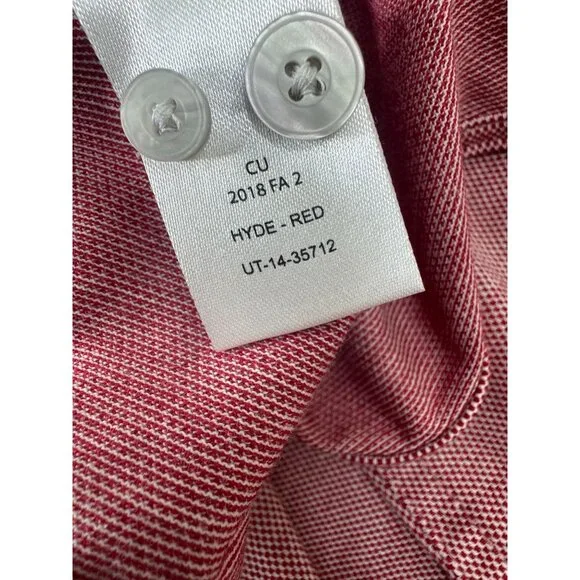 CU
2018 FA 2
HYDE - RED
UT-14-35712